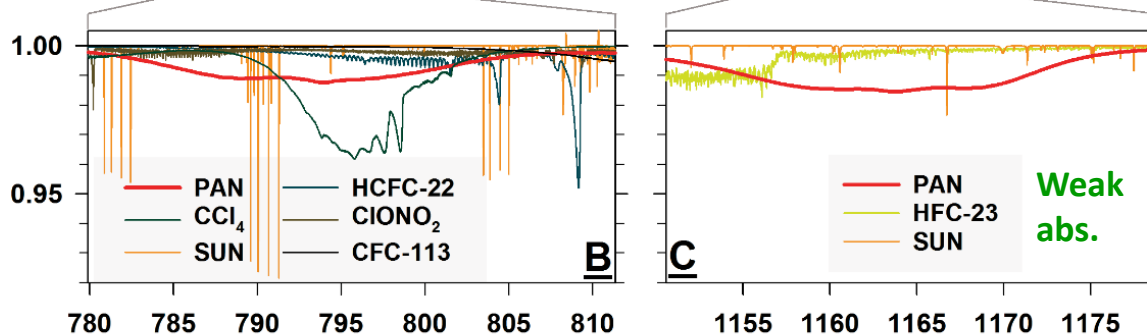 1.00
0.95
PAN HCFC-22
CCl₄ ClONO₂
SUN CFC-113
B
780 785 790 795 800 805 810
C
PAN
HFC-23
SUN
Weak
abs.
1155 1160 1165 1170 1175